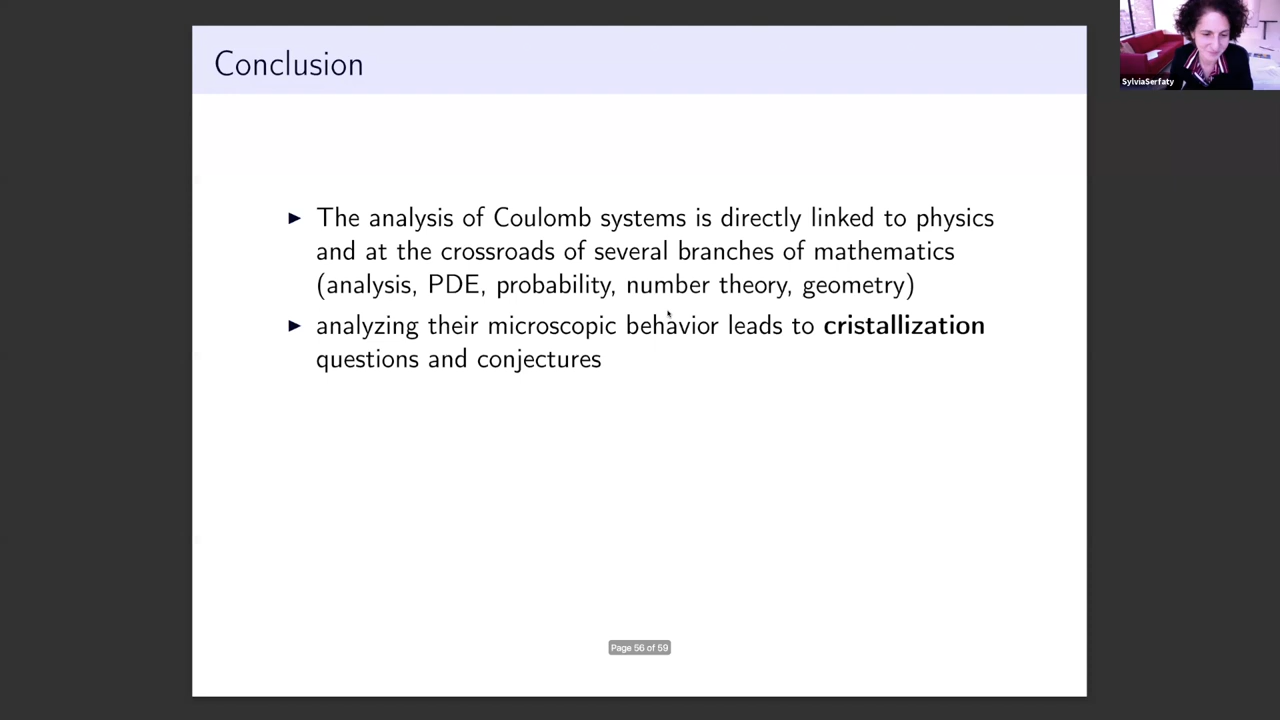 Conclusion
SylviaSerfaty
▶ The analysis of Coulomb systems is directly linked to physics
and at the crossroads of several branches of mathematics
(analysis, PDE, probability, number theory, geometry)
▶ analyzing their microscopic behavior leads to cristallization
questions and conjectures
Page 56 of 59